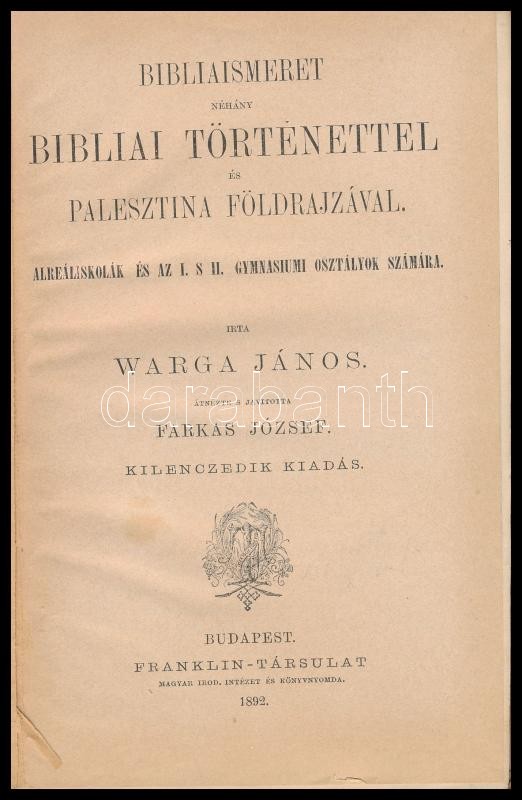 BIBLIAISMERET
NÉHÁNY
BIBLIAI TÖRTÉNETTEL
ÉS
PALESZTINA FÖLDRAJZÁVAL.
ALREÁLISKOLÁK ÉS AZ I. S II. GYMNASIUMI OSZTÁLYOK SZÁMÁRA.
IRTA
WARGA JÁNOS.
darabanth
ÁTNÉZTE S JAVÍTOTTA
FARKAS JÓZSEF.
KILENCZEDIK KIADÁS.
BUDAPEST.
FRANKLIN-TÁRSULAT
MAGYAR IROD. INTÉZET ÉS KÖNYVNYOMDA.
1892.